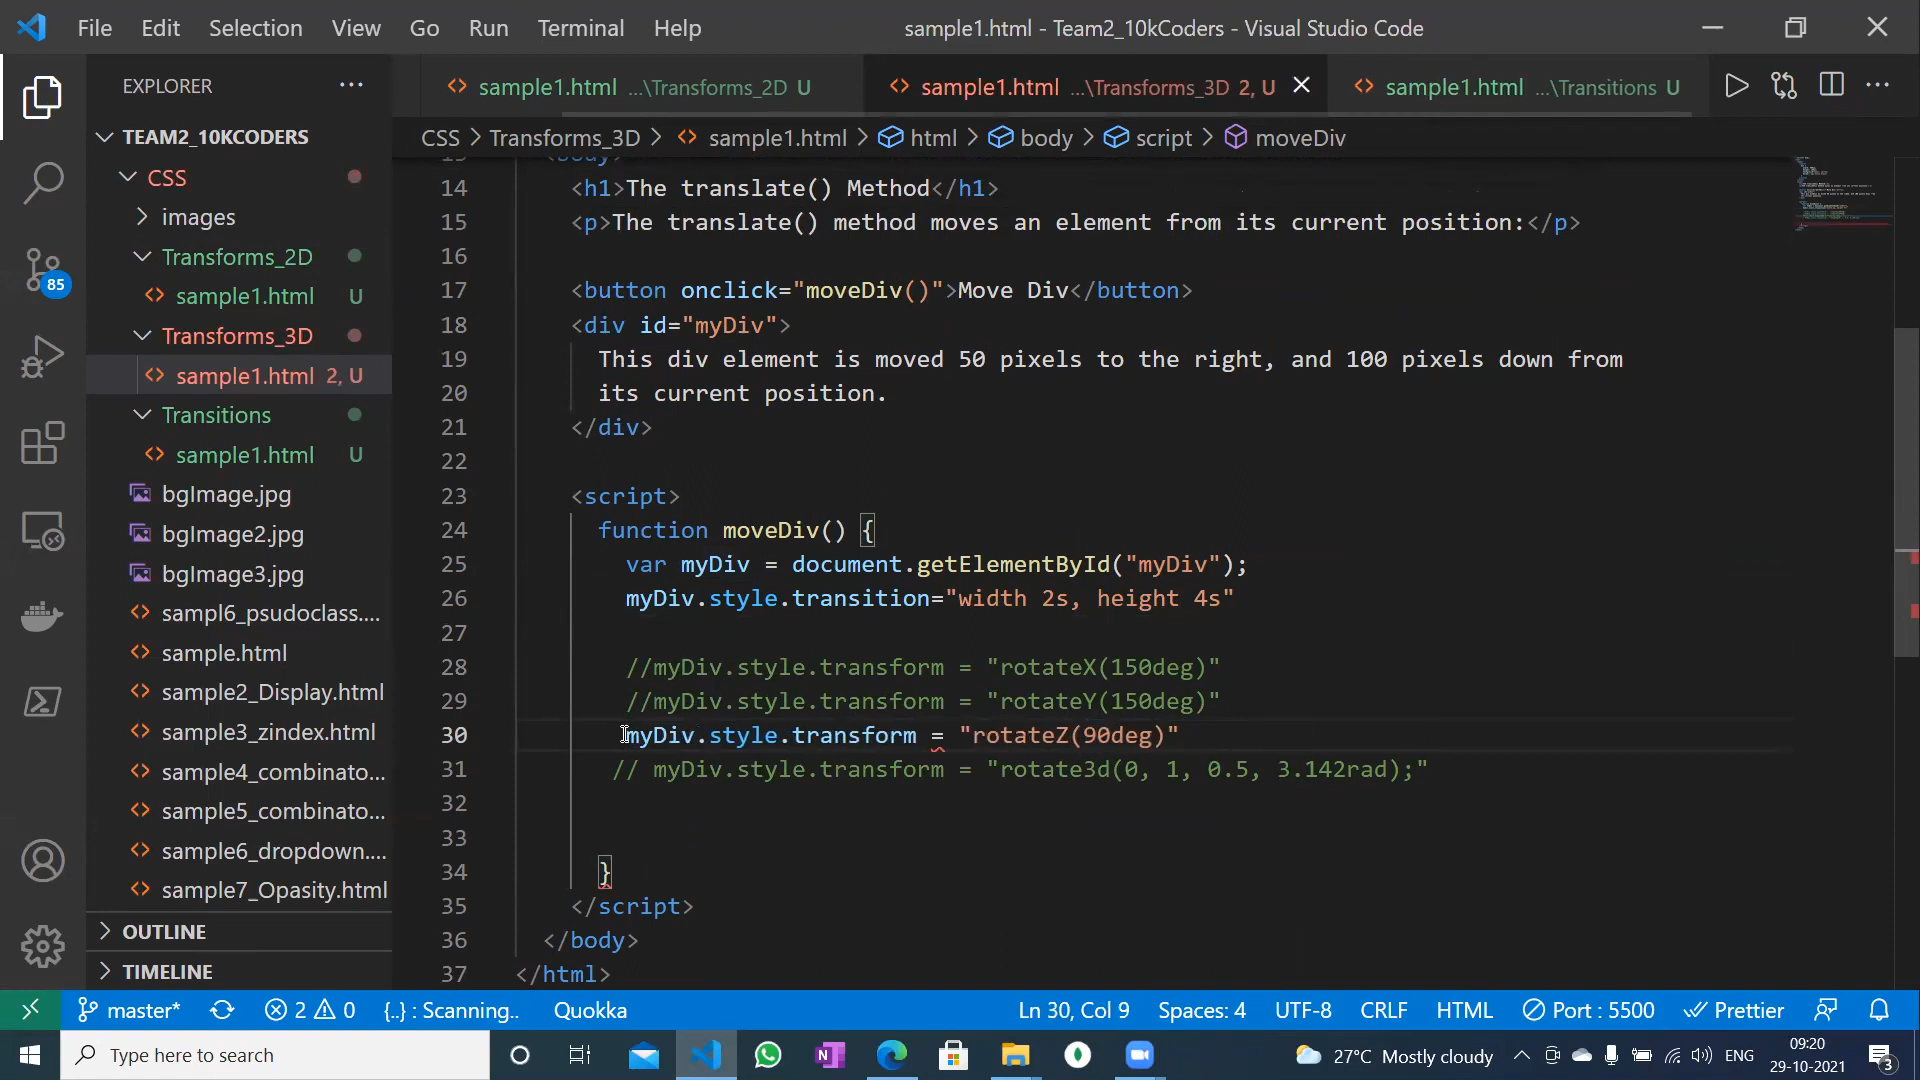 File Edit Selection View Go Run Terminal Help
sample1.html - Team2_10kCoders - Visual Studio Code
EXPLORER
sample1.html ...\Transforms_2D U
sample1.html ...\Transforms_3D 2, U
sample1.html ...\Transitions U
TEAM2_10KCODERS
CSS
images
Transforms_2D
sample1.html U
Transforms_3D
sample1.html 2, U
Transitions
sample1.html U
bgImage.jpg
bgImage2.jpg
bgImage3.jpg
sampl6_psudoclass....
sample.html
sample2_Display.html
sample3_zindex.html
sample4_combinato...
sample5_combinato...
sample6_dropdown....
sample7_Opasity.html
OUTLINE
TIMELINE
85
CSS > Transforms_3D > sample1.html > html > body > script > moveDiv
14 <h1>The translate() Method</h1>
15 <p>The translate() method moves an element from its current position:</p>
16
17 <button onclick="moveDiv()">Move Div</button>
18 <div id="myDiv">
19 This div element is moved 50 pixels to the right, and 100 pixels down from
20 its current position.
21 </div>
22
23 <script>
24 function moveDiv() {
25 var myDiv = document.getElementById("myDiv");
26 myDiv.style.transition="width 2s, height 4s"
27
28 //myDiv.style.transform = "rotateX(150deg)"
29 //myDiv.style.transform = "rotateY(150deg)"
30 myDiv.style.transform = "rotateZ(90deg)"
31 // myDiv.style.transform = "rotate3d(0, 1, 0.5, 3.142rad);"
32
33
34 }
35 </script>
36 </body>
37 </html>
master* 2 0 {..} : Scanning.. Quokka
Ln 30, Col 9 Spaces: 4 UTF-8 CRLF HTML Port : 5500 Prettier
Type here to search
27°C Mostly cloudy ENG
09:20
29-10-2021
3